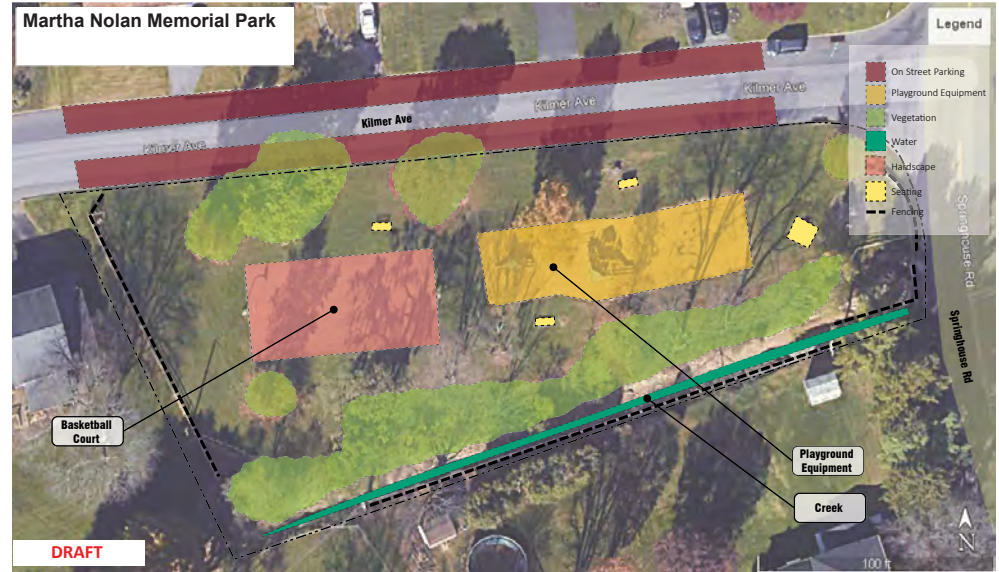 Martha Nolan Memorial Park
Legend
On Street Parking
Playground Equipment
Vegetation
Water
Hardscape
Seating
Fencing
Kilmer Ave
Kilmer Ave
Kilmer Ave
Kilmer Ave
Springhouse Rd
Springhouse Rd
Basketball
Court
Playground
Equipment
Creek
DRAFT
N
100 ft